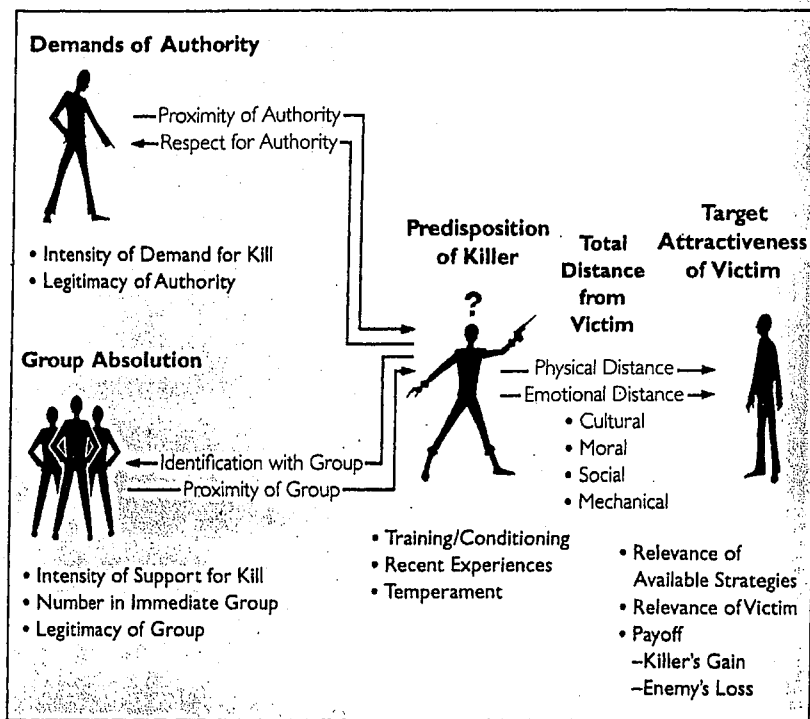 Demands of Authority
Proximity of Authority
Respect for Authority
• Intensity of Demand for Kill
• Legitimacy of Authority
Group Absolution
Identification with Group
Proximity of Group
• Intensity of Support for Kill
• Number in Immediate Group
• Legitimacy of Group
Predisposition
of Killer
?
• Training/Conditioning
• Recent Experiences
• Temperament
Total
Distance
from
Victim
Physical Distance
Emotional Distance
• Cultural
• Moral
• Social
• Mechanical
Target
Attractiveness
of Victim
• Relevance of
Available Strategies
• Relevance of Victim
• Payoff
–Killer's Gain
–Enemy's Loss